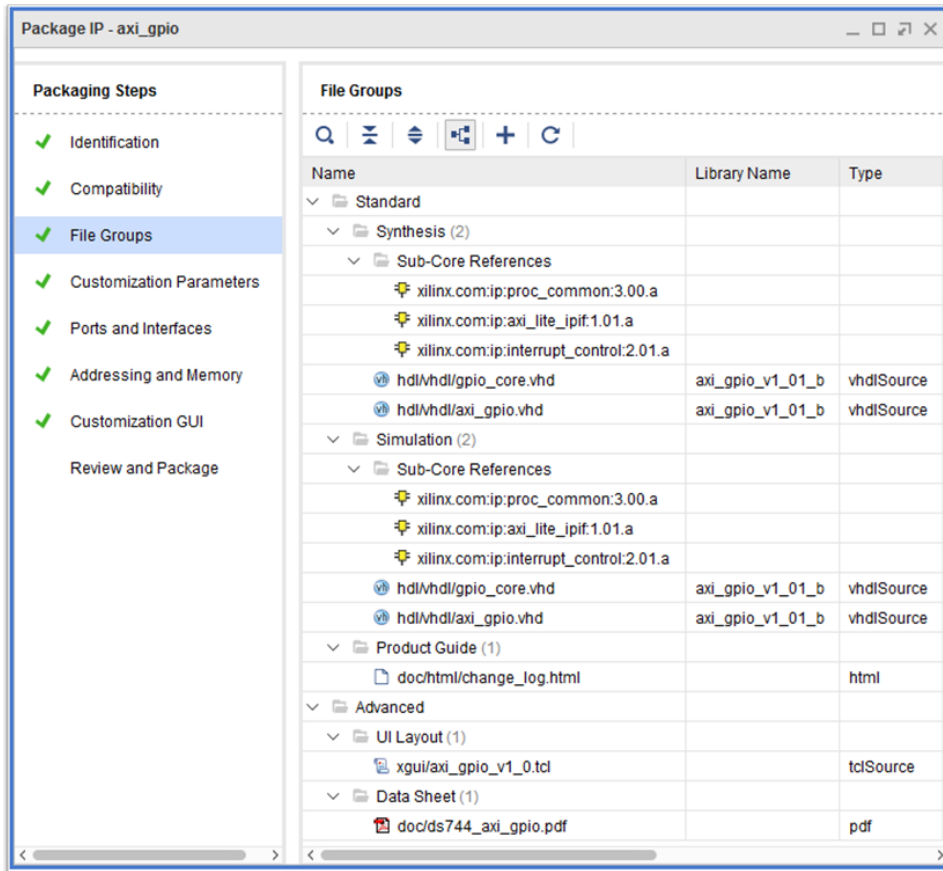 Package IP - axi_gpio
Packaging Steps
Identification
Compatibility
File Groups
Customization Parameters
Ports and Interfaces
Addressing and Memory
Customization GUI
Review and Package
File Groups
Name Library Name Type
Standard
Synthesis (2)
Sub-Core References
xilinx.com:ip:proc_common:3.00.a
xilinx.com:ip:axi_lite_ipif:1.01.a
xilinx.com:ip:interrupt_control:2.01.a
hdl/vhdl/gpio_core.vhd axi_gpio_v1_01_b vhdlSource
hdl/vhdl/axi_gpio.vhd axi_gpio_v1_01_b vhdlSource
Simulation (2)
Sub-Core References
xilinx.com:ip:proc_common:3.00.a
xilinx.com:ip:axi_lite_ipif:1.01.a
xilinx.com:ip:interrupt_control:2.01.a
hdl/vhdl/gpio_core.vhd axi_gpio_v1_01_b vhdlSource
hdl/vhdl/axi_gpio.vhd axi_gpio_v1_01_b vhdlSource
Product Guide (1)
doc/html/change_log.html html
Advanced
UI Layout (1)
xgui/axi_gpio_v1_0.tcl tclSource
Data Sheet (1)
doc/ds744_axi_gpio.pdf pdf